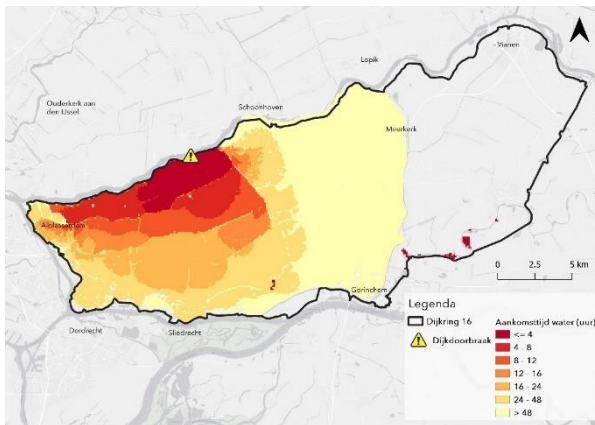 Vianen
Lopik
Ouderkerk aan
den IJssel
Schoonhoven
Meerkerk
!
Alblasserdam
0 2.5 5 km
Gorinchem
Dordrecht
Sliedrecht
Legenda
Dijkring 16
! Dijkdoorbraak
Aankomsttijd water (uur)
<= 4
4 - 8
8 - 12
12 - 16
16 - 24
24 - 48
> 48